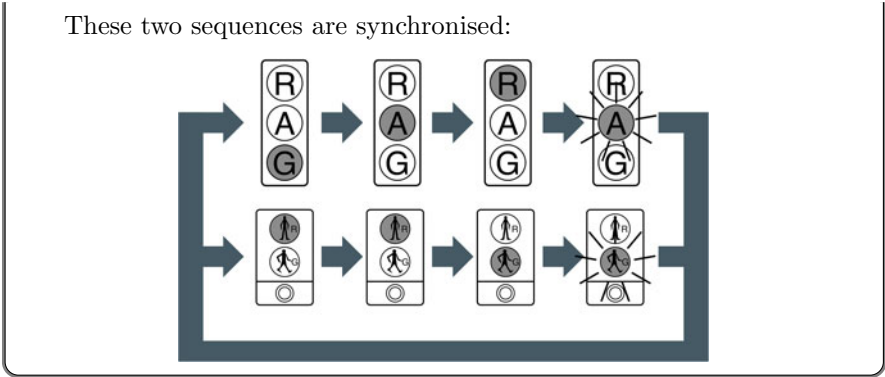 These two sequences are synchronised:
R R R R
A A A A
G G G G
R R R R
G G G G